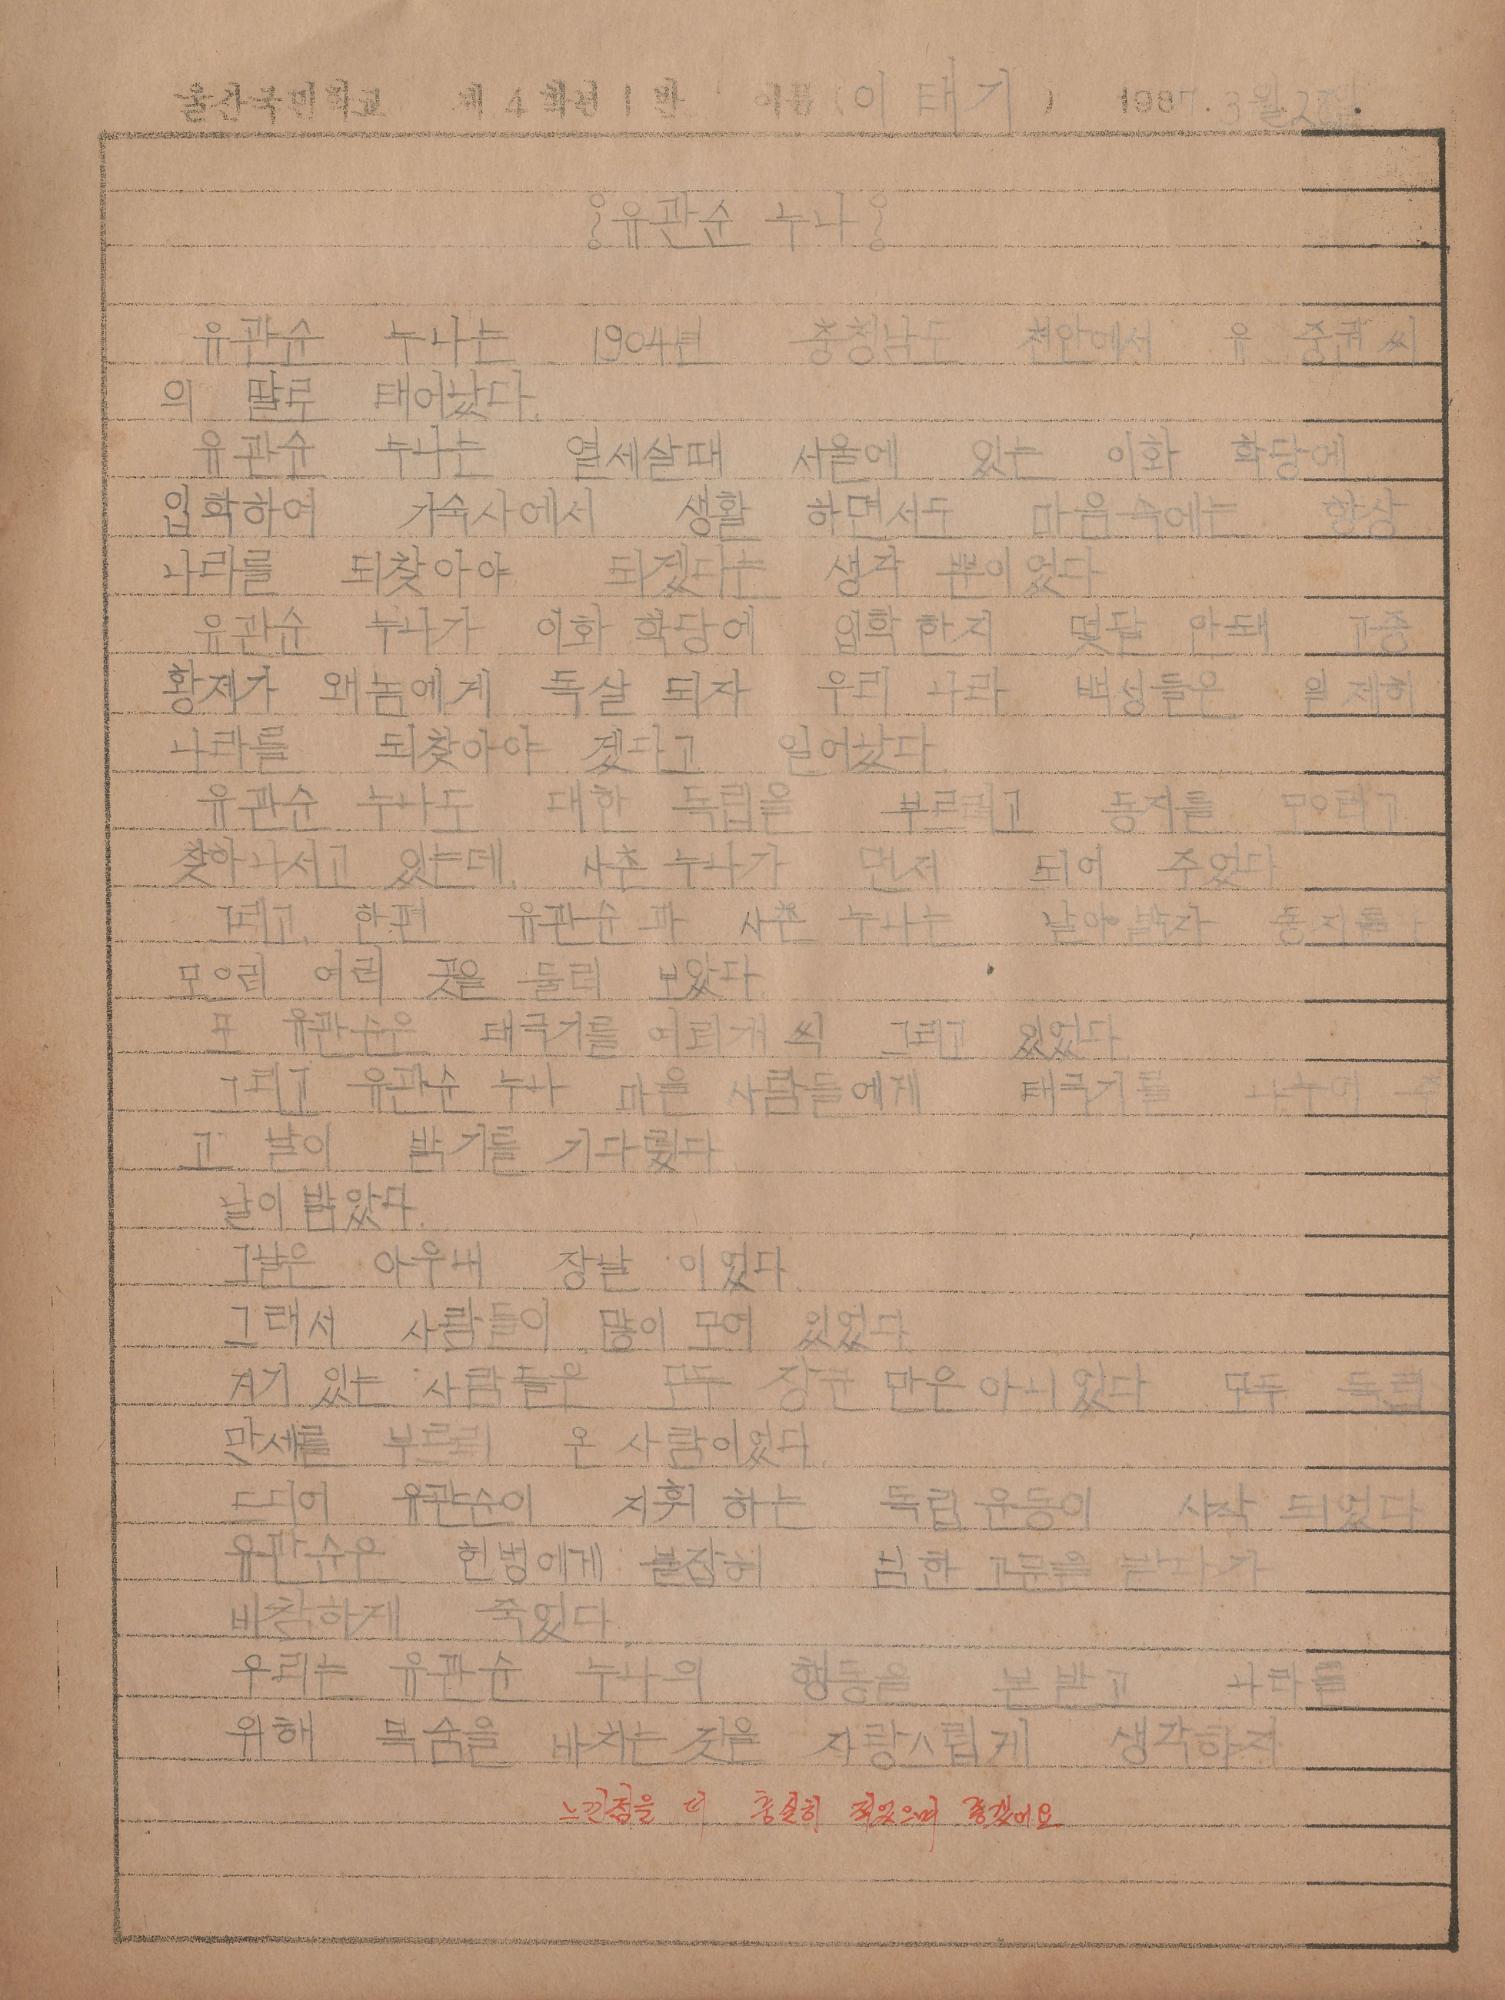 울산국민학교 제 4 학년 1 반 이름 (이 태 기) 1987. 3월 2
유관순 누나
유관순 누나는 1904년 충청남도 천안에서 유 중권 씨
의 딸로 태어났다.
유관순 누나는 열세살때 서울에 있는 이화 학당에
입학하여 기숙사에서 생활 하면서도 마음속에는 항상
나라를 되찾아야 되겠다는 생각 뿐이었다
유관순 누나가 이화 학당에 입학한지 몇달 안돼 고종
황제가 왜놈에게 독살 되자 우리 나라 백성들은 일제히
나라를 되찾아야 겠다고 일어났다.
유관순 누나도 대한 독립을 부르려고 동지를
찾아나서고 있는데, 사촌 누나가 먼저 되어 주었다
그리고, 한편 유관순과 사촌 누나는 날이 밝자 동지를
모으러 여러 곳을 둘러 보았다.
또 유관순은 태극기를 여러개 씩 그리고 있었다.
그리고 유관순 누나 마을 사람들에게 태극기를 나누어 주
고 날이 밝기를 기다렸다
날이 밝았다.
그날은 아우내 장날 이었다.
그래서 사람들이 많이 모여 있었다
거기 있는 사람들은 모두 장군 만은 아니었다 모두 독립
만세를 부르러 온 사람이었다.
드디어 유관순이 지휘 하는 독립운동이 시작 되었다
유관순은 헌병에게 붙잡혀 심한 고문을 받다가
비참하게 죽었다.
우리는 유관순 누나의 행동을 본받고 나라를
위해 목숨을 바치는 것을 자랑스럽게 생각하자
느낀점을 더 충실히 적었으면 좋겠어요